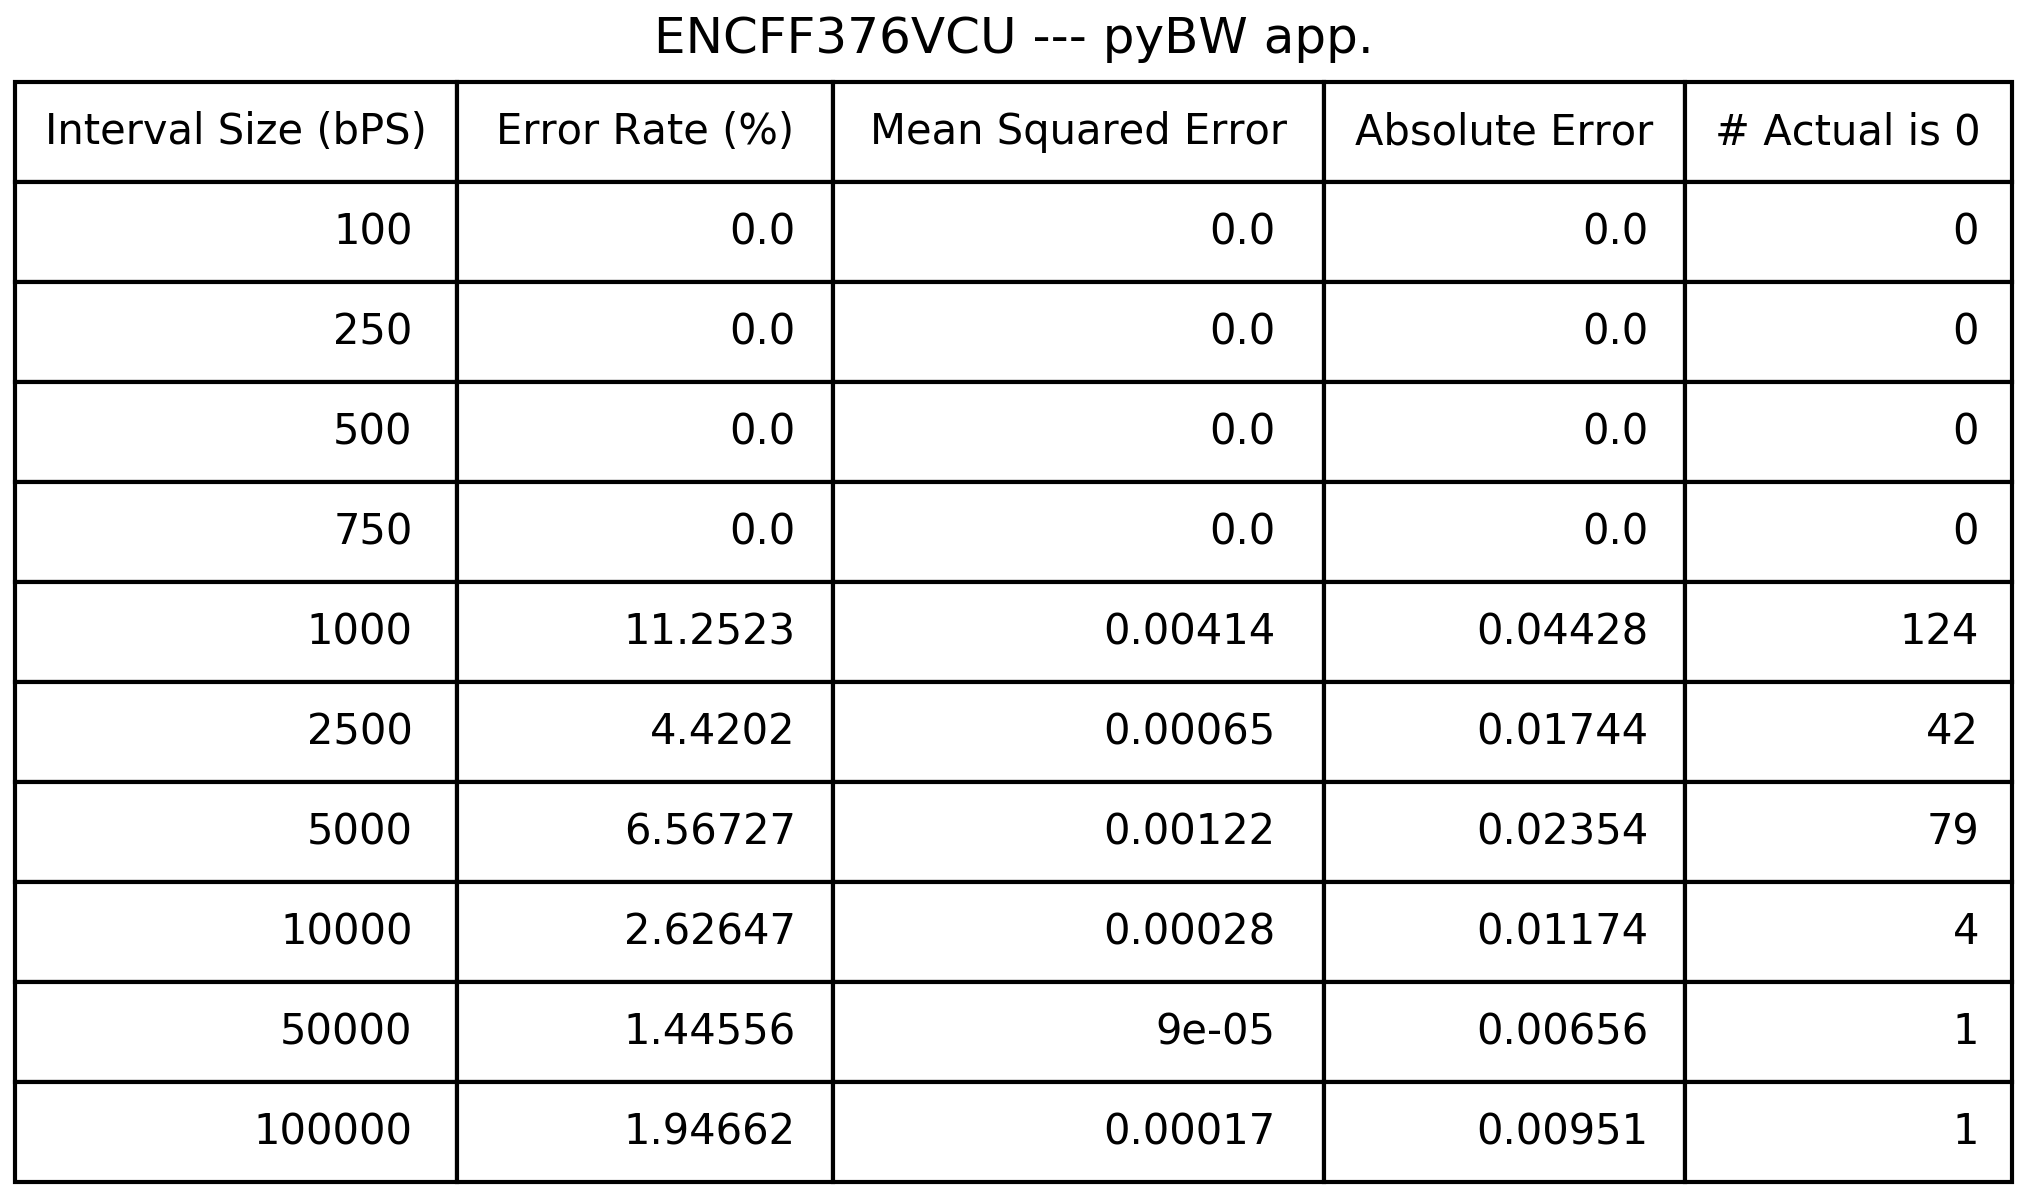 ENCFF376VCU --- pyBW app.
Interval Size (bPS) Error Rate (%) Mean Squared Error Absolute Error # Actual is 0
100 0.0 0.0 0.0 0
250 0.0 0.0 0.0 0
500 0.0 0.0 0.0 0
750 0.0 0.0 0.0 0
1000 11.2523 0.00414 0.04428 124
2500 4.4202 0.00065 0.01744 42
5000 6.56727 0.00122 0.02354 79
10000 2.62647 0.00028 0.01174 4
50000 1.44556 9e-05 0.00656 1
100000 1.94662 0.00017 0.00951 1